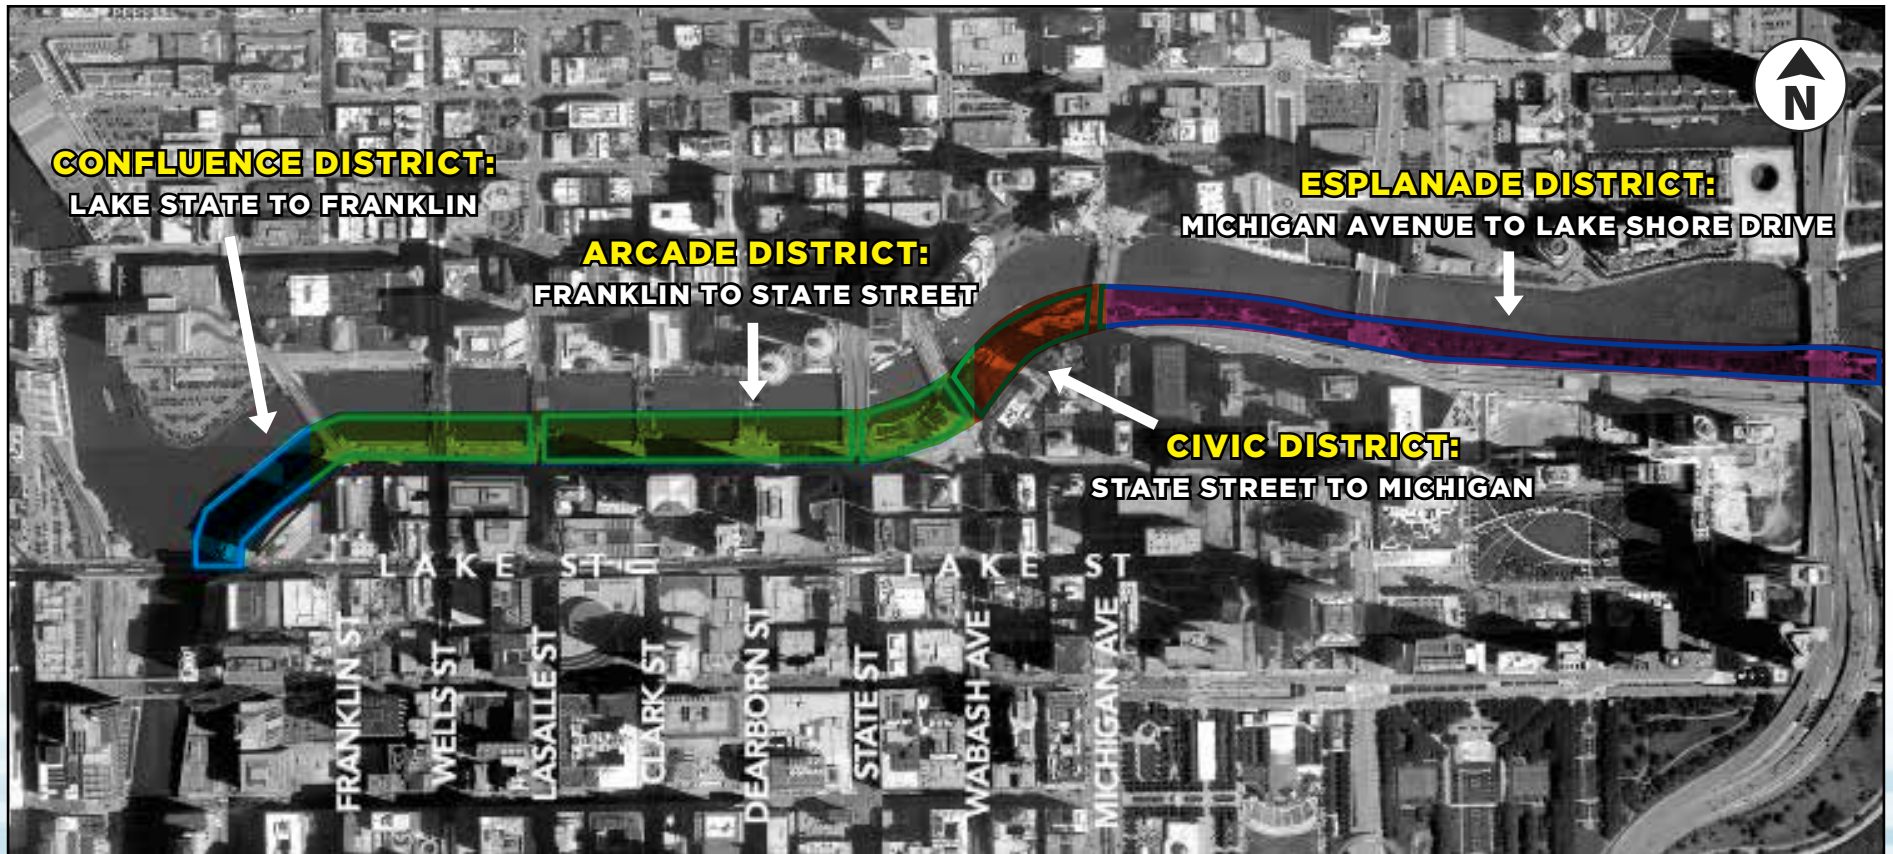 N
CONFLUENCE DISTRICT:
LAKE STATE TO FRANKLIN
ESPLANADE DISTRICT:
MICHIGAN AVENUE TO LAKE SHORE DRIVE
ARCADE DISTRICT:
FRANKLIN TO STATE STREET
CIVIC DISTRICT:
STATE STREET TO MICHIGAN
LAKE ST
LAKE ST
FRANKLIN ST
WELLS ST
LASALLE ST
CLARK ST
DEARBORN ST
STATE ST
WABASH AVE
MICHIGAN AVE